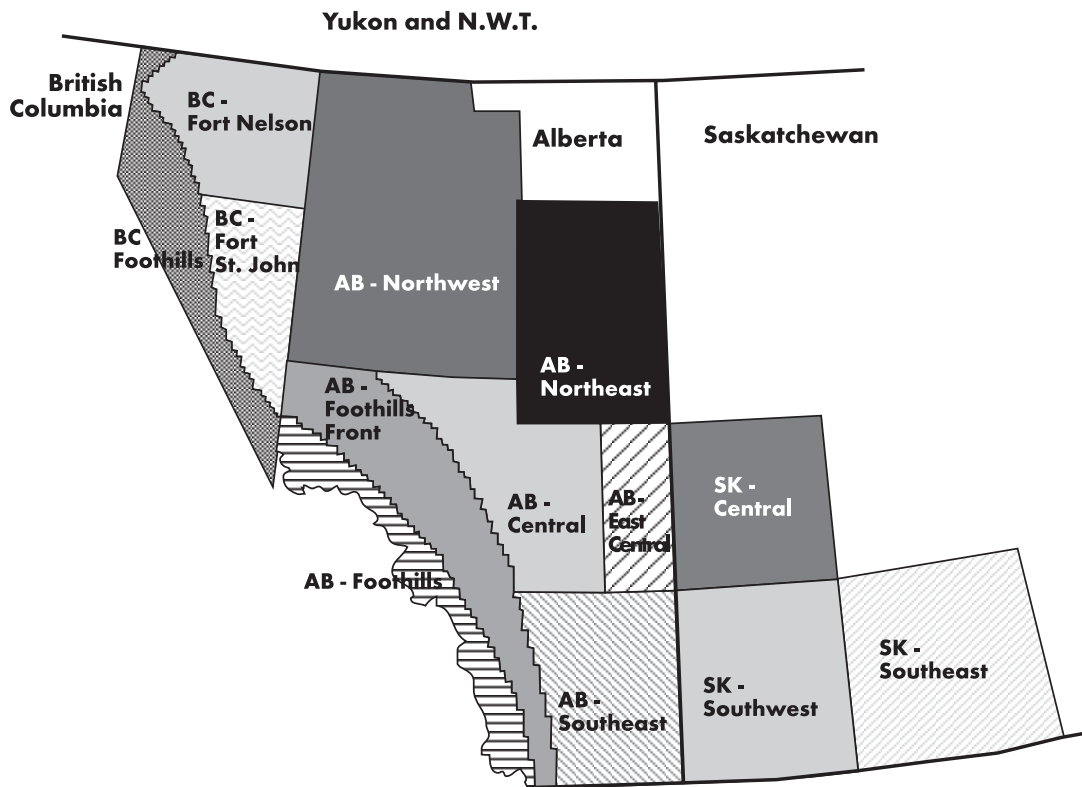 Yukon and N.W.T.
British
Columbia
BC -
Fort Nelson
Alberta
Saskatchewan
BC
Foothills
BC -
Fort
St. John
AB - Northwest
AB -
Northeast
AB -
Foothills
Front
AB -
Central
AB -
East
Central
SK -
Central
AB - Foothills
AB -
Southeast
SK -
Southwest
SK -
Southeast